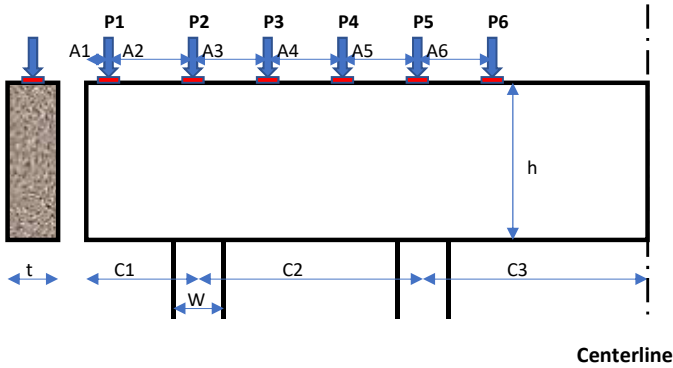 P1 P2 P3 P4 P5 P6
A1 A2 A3 A4 A5 A6
h
C1 C2 C3
t
W
Centerline